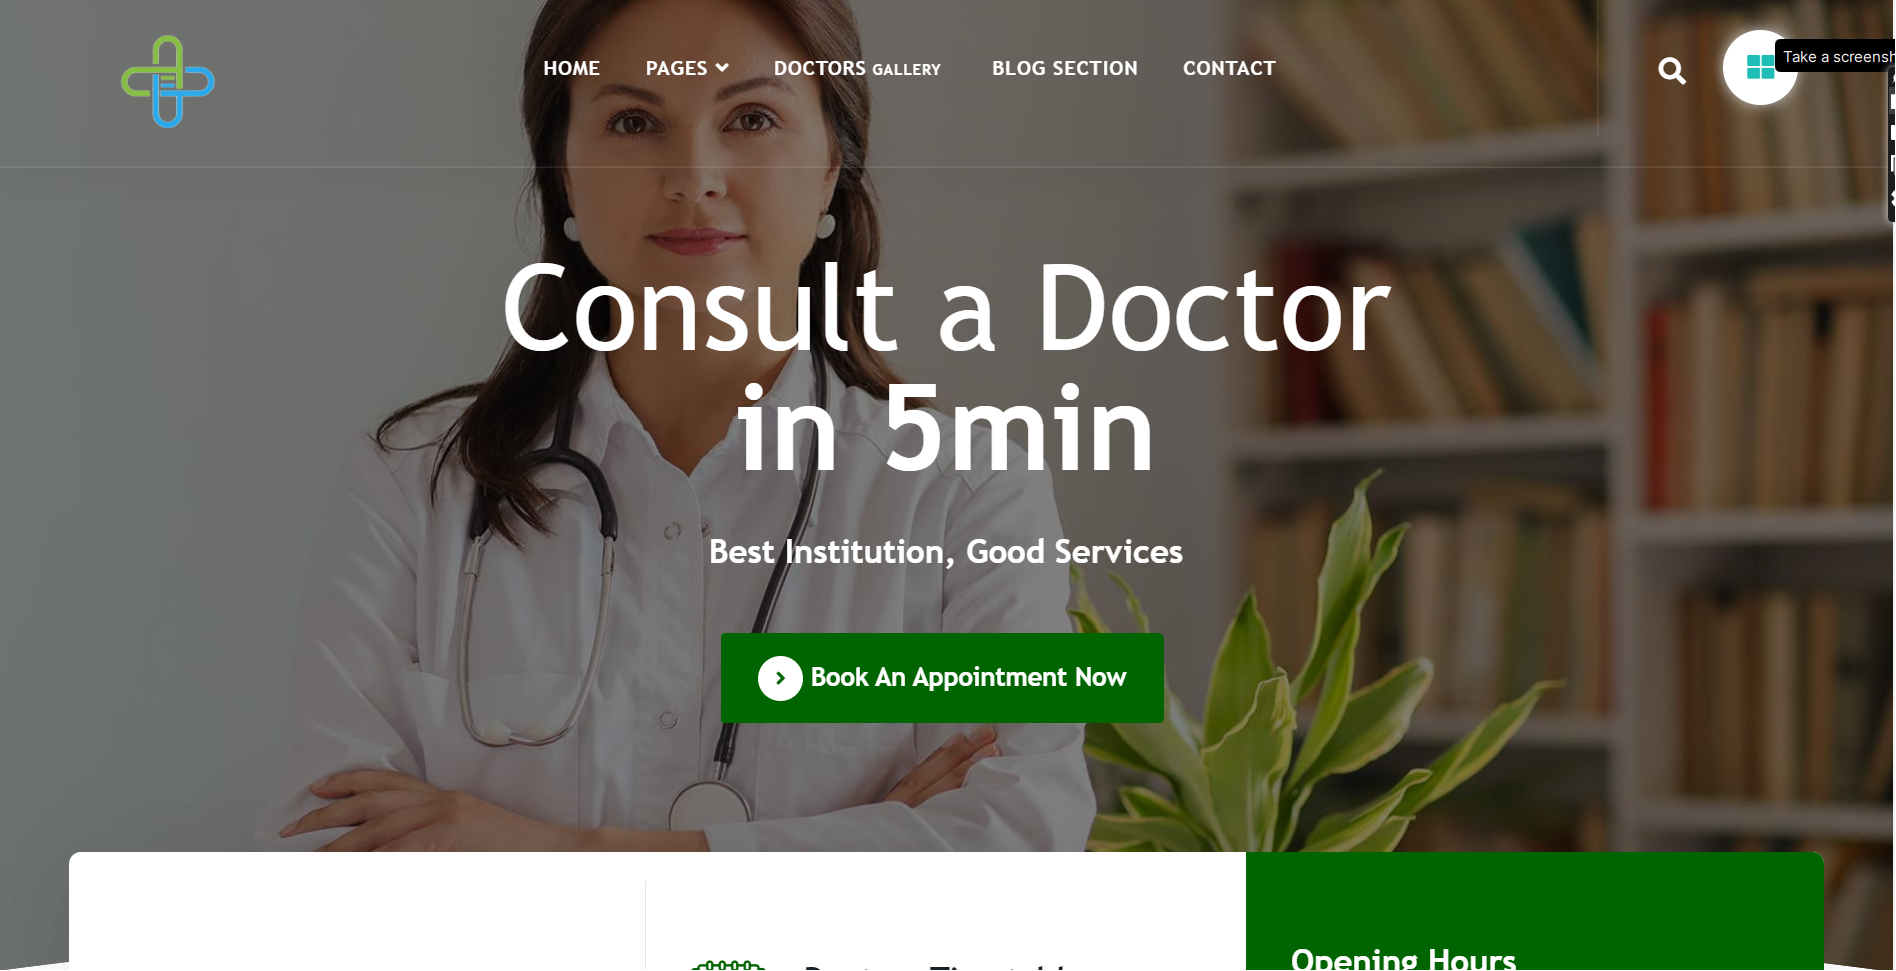 HOME PAGES DOCTORS GALLERY BLOG SECTION CONTACT
Take a screensh
Consult a Doctor
in 5min
Best Institution, Good Services
Book An Appointment Now
Opening Hours